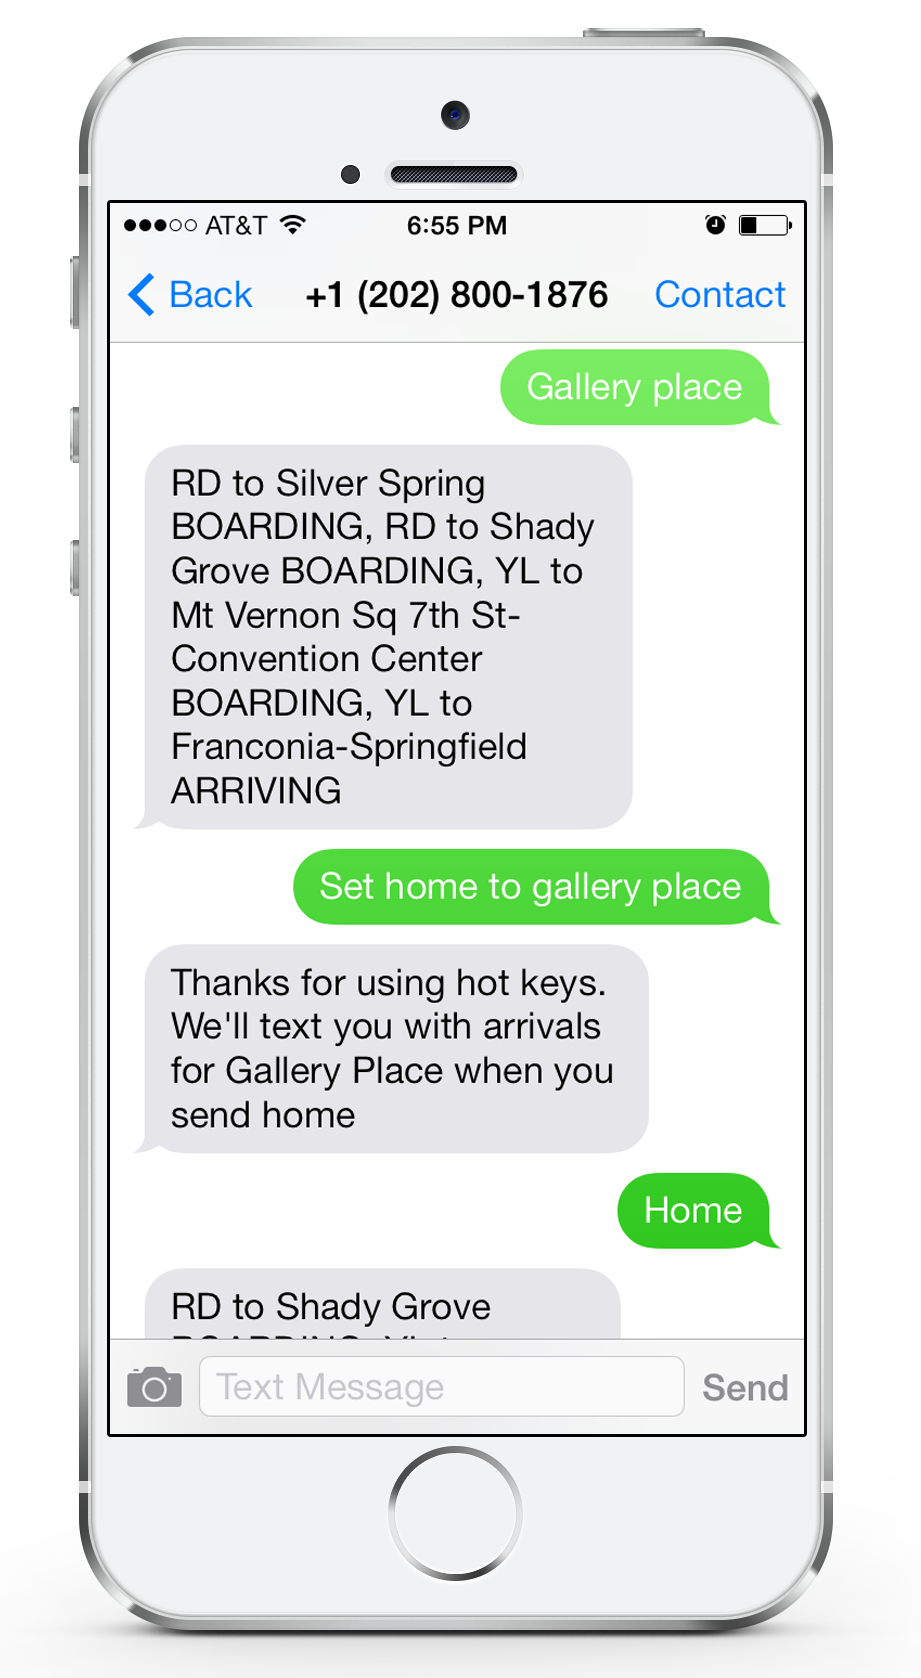 AT&T 6:55 PM
Back +1 (202) 800-1876 Contact
Gallery place
RD to Silver Spring
BOARDING, RD to Shady
Grove BOARDING, YL to
Mt Vernon Sq 7th St-
Convention Center
BOARDING, YL to
Franconia-Springfield
ARRIVING
Set home to gallery place
Thanks for using hot keys.
We'll text you with arrivals
for Gallery Place when you
send home
Home
RD to Shady Grove
Text Message Send